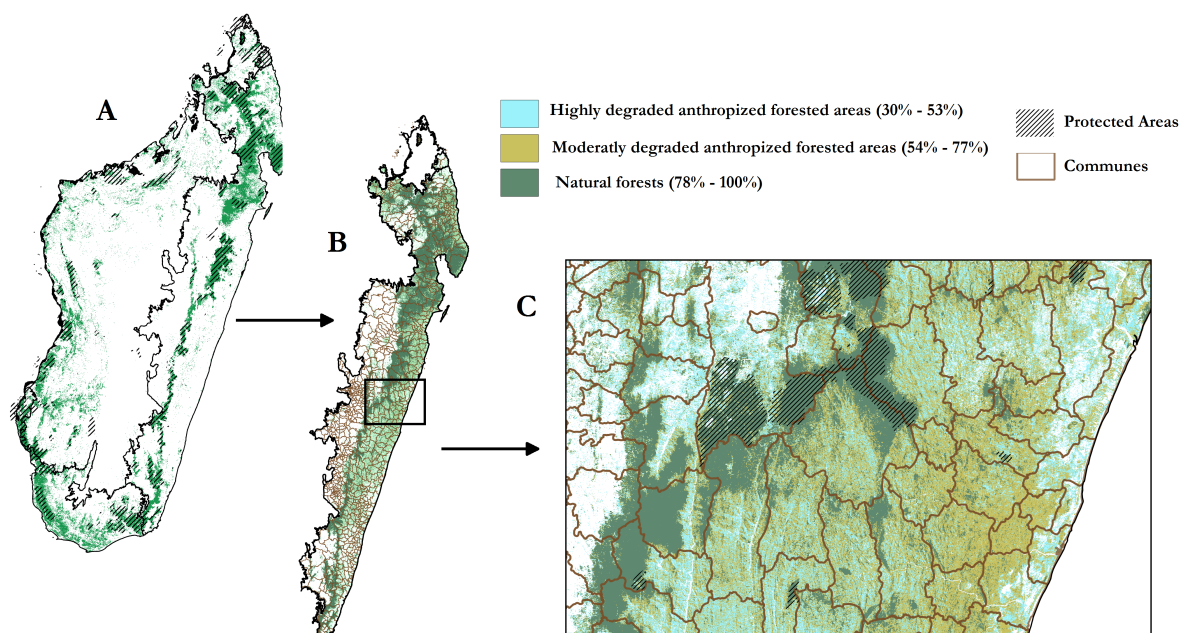 A
B
C
Highly degraded anthropized forested areas (30% - 53%)
Moderatly degraded anthropized forested areas (54% - 77%)
Natural forests (78% - 100%)
Protected Areas
Communes